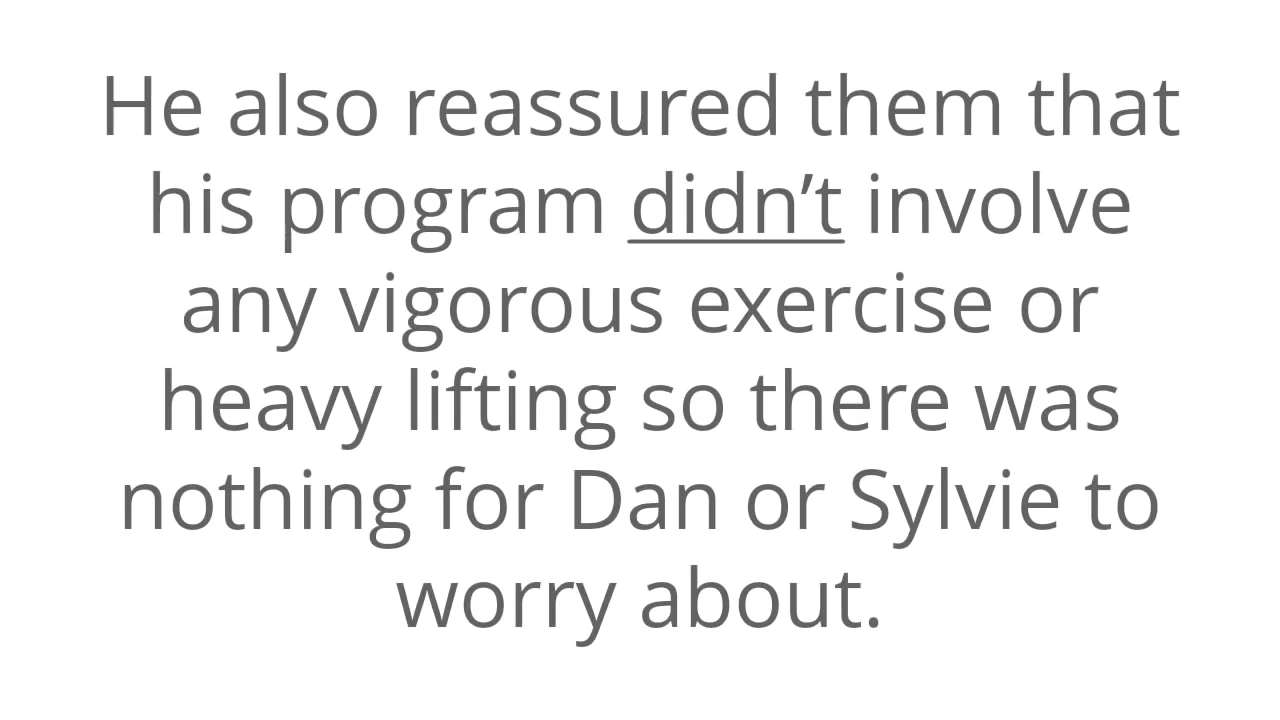 He also reassured them that
his program didn’t involve
any vigorous exercise or
heavy lifting so there was
nothing for Dan or Sylvie to
worry about.